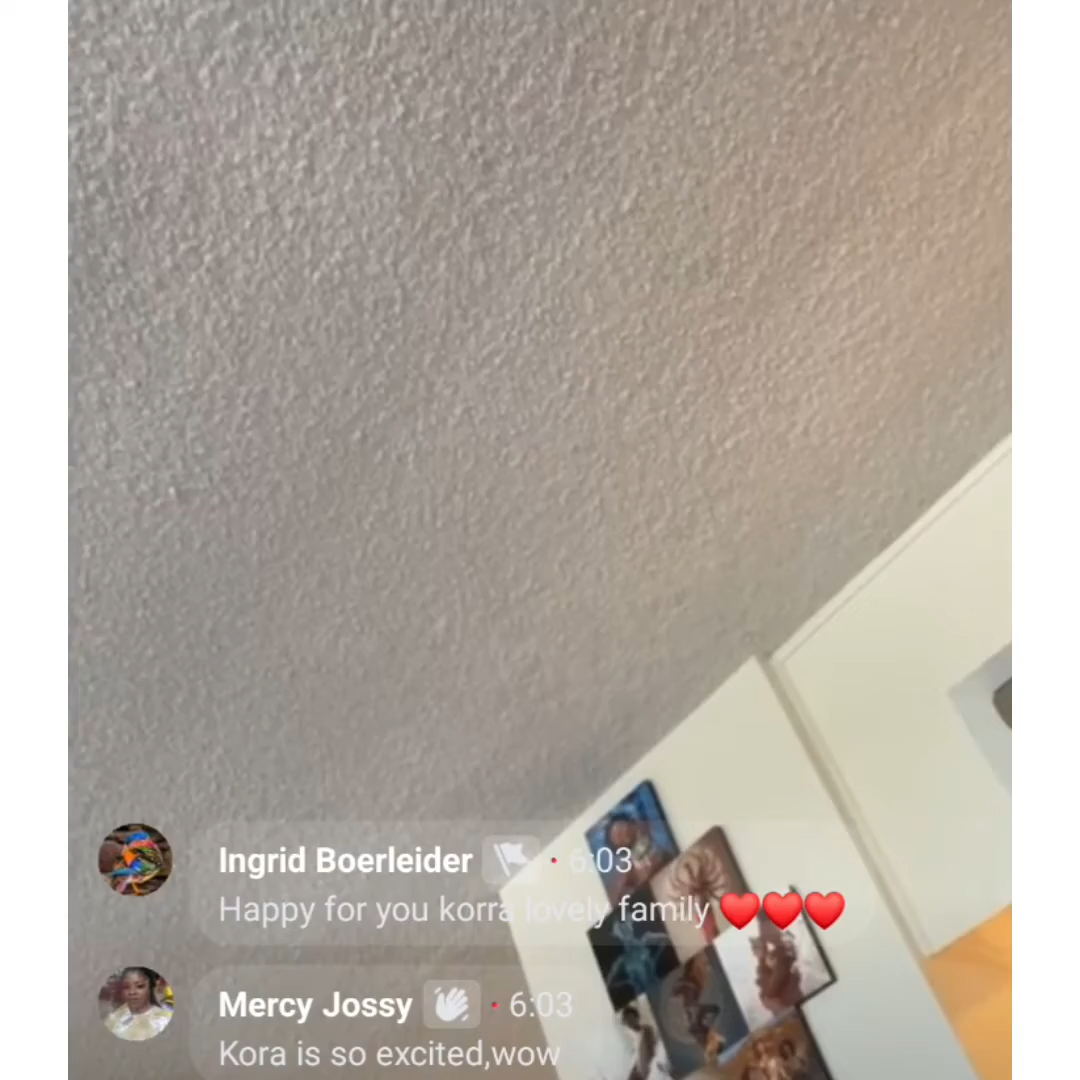 Ingrid Boerleider • 6:03
Happy for you korra lovely family ❤️❤️❤️
Mercy Jossy • 6:03
Kora is so excited,wow